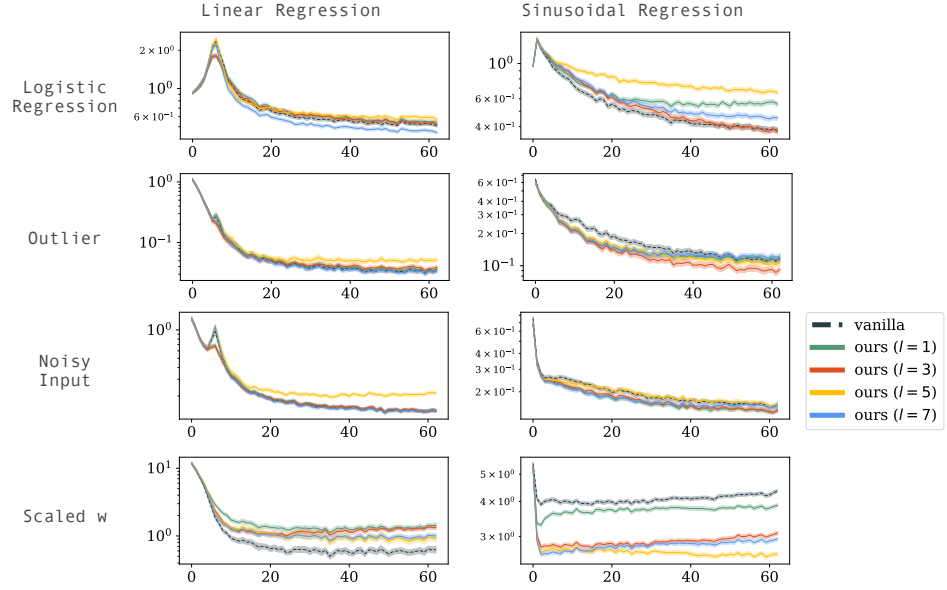 Linear Regression
Sinusoidal Regression
Logistic
Regression
2 × 10⁰
10⁰
6 × 10⁻¹
0 20 40 60
10⁰
6 × 10⁻¹
4 × 10⁻¹
0 20 40 60
Outlier
10⁰
10⁻¹
0 20 40 60
6 × 10⁻¹
4 × 10⁻¹
3 × 10⁻¹
2 × 10⁻¹
10⁻¹
0 20 40 60
Noisy
Input
10⁰
0 20 40 60
6 × 10⁻¹
4 × 10⁻¹
3 × 10⁻¹
2 × 10⁻¹
0 20 40 60
vanilla
ours (l = 1)
ours (l = 3)
ours (l = 5)
ours (l = 7)
Scaled w
10¹
10⁰
0 20 40 60
5 × 10⁰
4 × 10⁰
3 × 10⁰
0 20 40 60